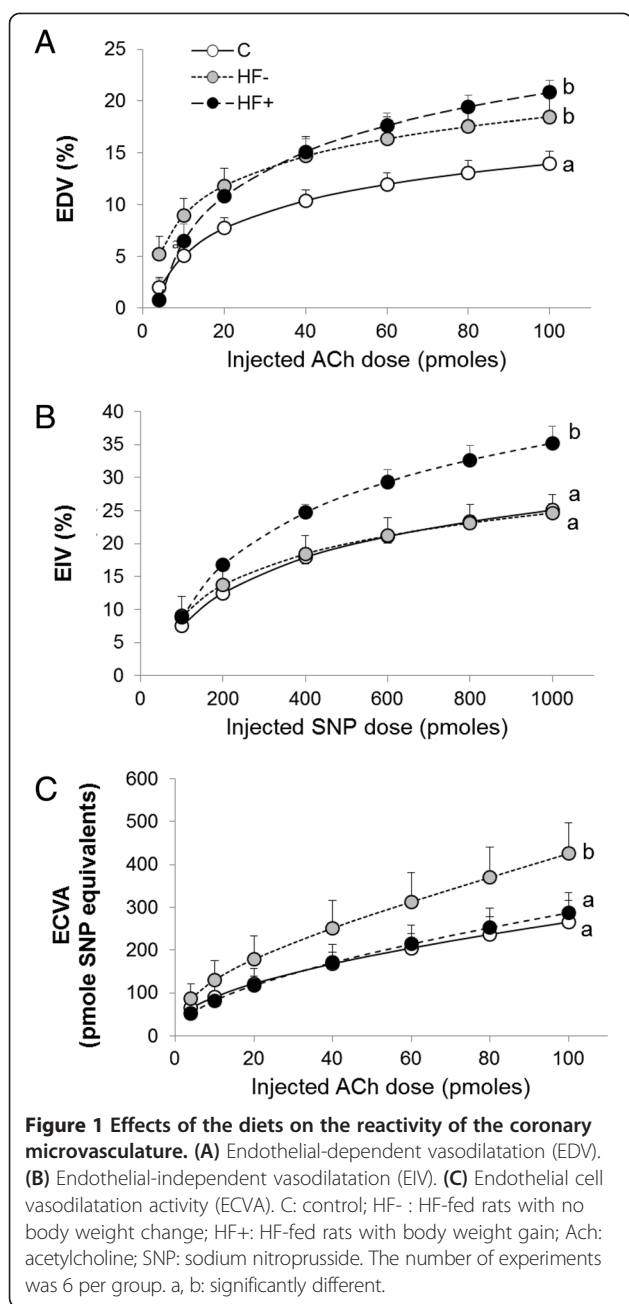 A
C
HF-
HF+
25
20
15
10
5
0
EDV (%)
b
b
a
a
0 20 40 60 80 100
Injected ACh dose (pmoles)
B
40
35
30
25
20
15
10
5
0
EIV (%)
b
a
a
0 200 400 600 800 1000
Injected SNP dose (pmoles)
C
600
500
400
300
200
100
0
ECVA
(pmole SNP equivalents)
b
a
a
0 20 40 60 80 100
Injected ACh dose (pmoles)
Figure 1 Effects of the diets on the reactivity of the coronary
microvasculature. (A) Endothelial-dependent vasodilatation (EDV).
(B) Endothelial-independent vasodilatation (EIV). (C) Endothelial cell
vasodilatation activity (ECVA). C: control; HF- : HF-fed rats with no
body weight change; HF+: HF-fed rats with body weight gain; Ach:
acetylcholine; SNP: sodium nitroprusside. The number of experiments
was 6 per group. a, b: significantly different.